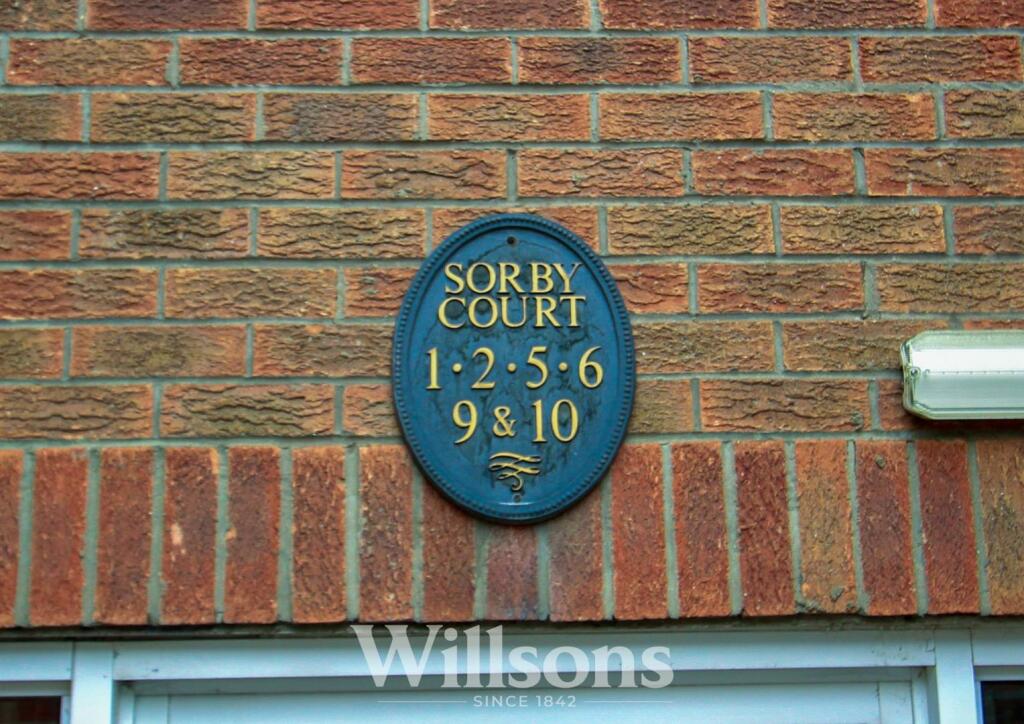 SORBY
COURT
1·2·5·6
9 & 10
Willsons
SINCE 1842